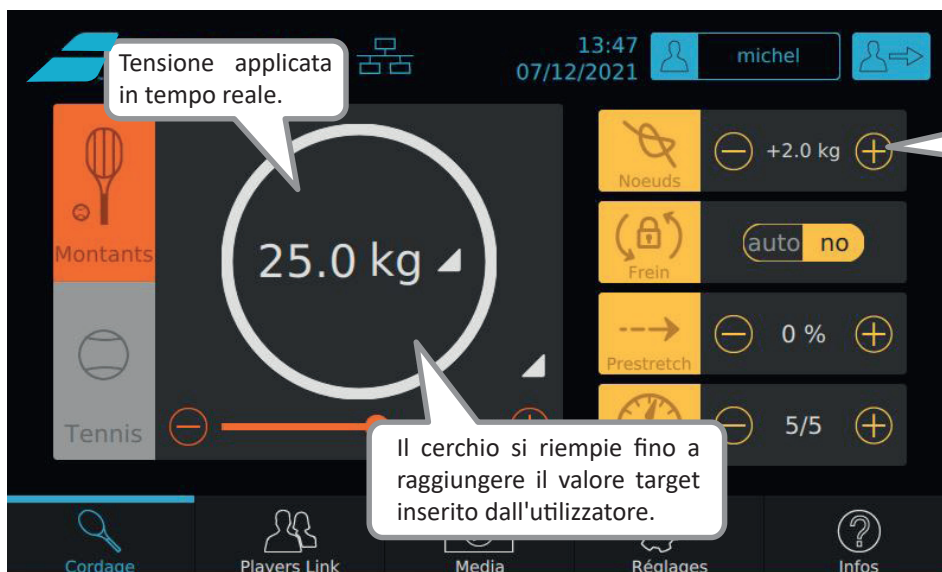 Tensione applicata
in tempo reale.
13:47
07/12/2021
michel
Montants
Tennis
25.0 kg
Noeuds
+2.0 kg
Frein
auto no
Prestretch
0 %
5/5
Il cerchio si riempie fino a
raggiungere il valore target
inserito dall'utilizzatore.
Cordage
Players Link
Media
Réglages
Infos